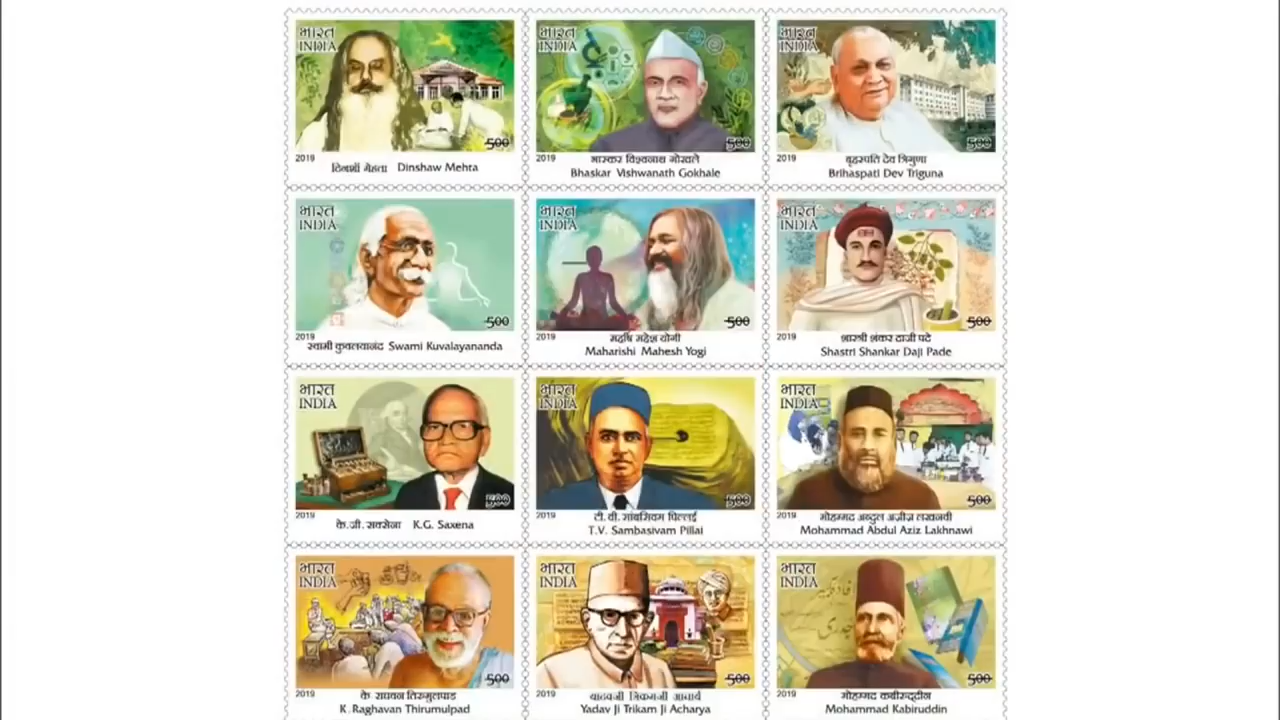 भारत
INDIA
500
2019
दिनशॉ मेहता Dinshaw Mehta
भारत
INDIA
500
2019
भास्कर विश्वनाथ गोखले
Bhaskar Vishwanath Gokhale
भारत
INDIA
500
2019
बृहस्पति देव त्रिगुणा
Brihaspati Dev Triguna
भारत
INDIA
500
2019
स्वामी कुवलयानंद Swami Kuvalayananda
भारत
INDIA
500
2019
महर्षि महेश योगी
Maharishi Mahesh Yogi
भारत
INDIA
500
2019
शास्त्री शंकर दाजी पदे
Shastri Shankar Daji Pade
भारत
INDIA
500
2019
के.जी. सक्सेना K.G. Saxena
भारत
INDIA
500
2019
टी. वी. सांबसिवम पिल्लई
T.V. Sambasivam Pillai
भारत
INDIA
500
2019
मोहम्मद अब्दुल अज़ीज़ लखनवी
Mohammad Abdul Aziz Lakhnawi
भारत
INDIA
500
2019
के. राघवन तिरुमुलपाड
K. Raghavan Thirumulpad
भारत
INDIA
500
2019
यादवजी त्रिकमजी आचार्य
Yadav Ji Trikam Ji Acharya
भारत
INDIA
500
2019
मोहम्मद कबीरुद्दीन
Mohammad Kabiruddin